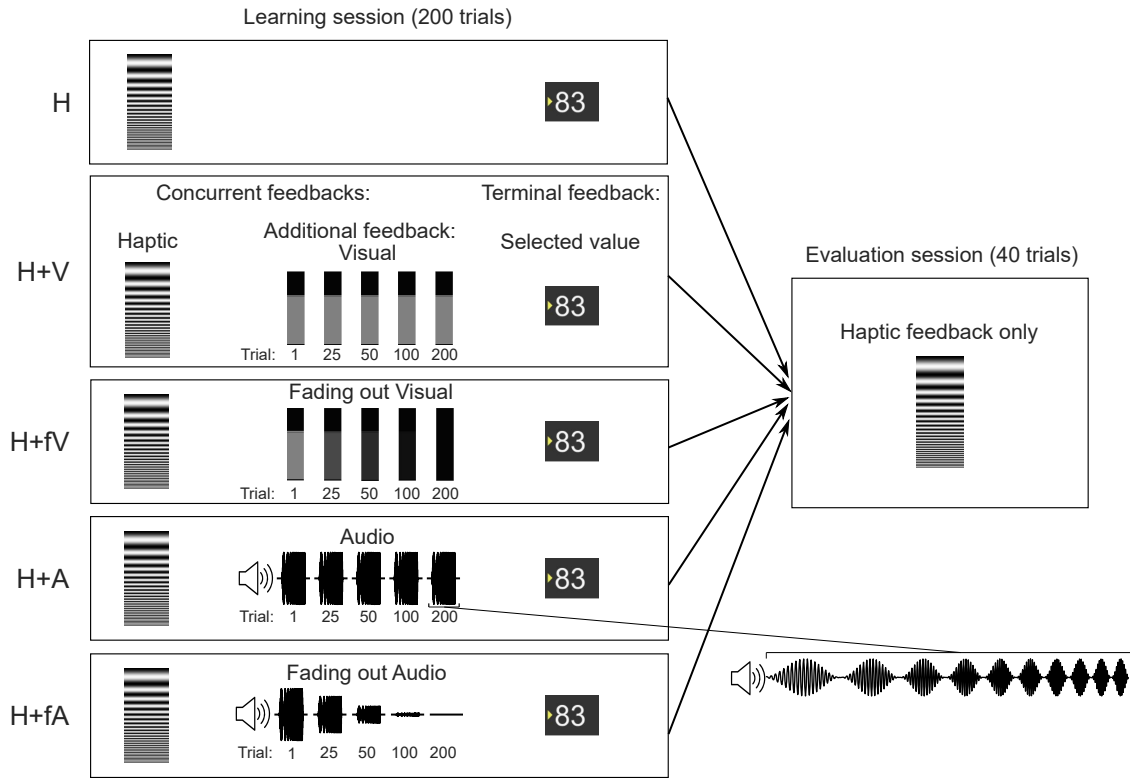 Learning session (200 trials)
H
83
Concurrent feedbacks:
Terminal feedback:
Haptic
Additional feedback:
Visual
Selected value
H+V
83
Trial: 1 25 50 100 200
Evaluation session (40 trials)
Haptic feedback only
Fading out Visual
H+fV
83
Trial: 1 25 50 100 200
Audio
H+A
83
Trial: 1 25 50 100 200
Fading out Audio
H+fA
83
Trial: 1 25 50 100 200